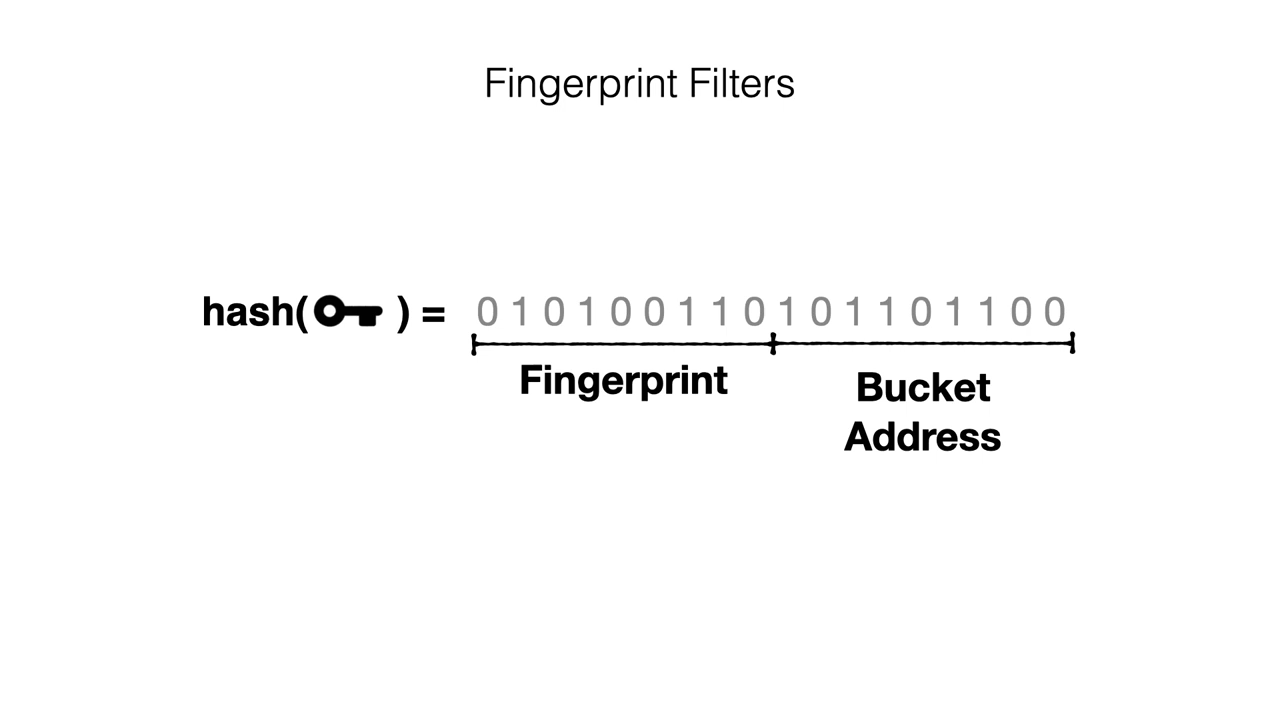 Fingerprint Filters
hash( ) = 0 1 0 1 0 0 1 1 0 1 0 1 1 0 1 1 0 0
Fingerprint
Bucket
Address